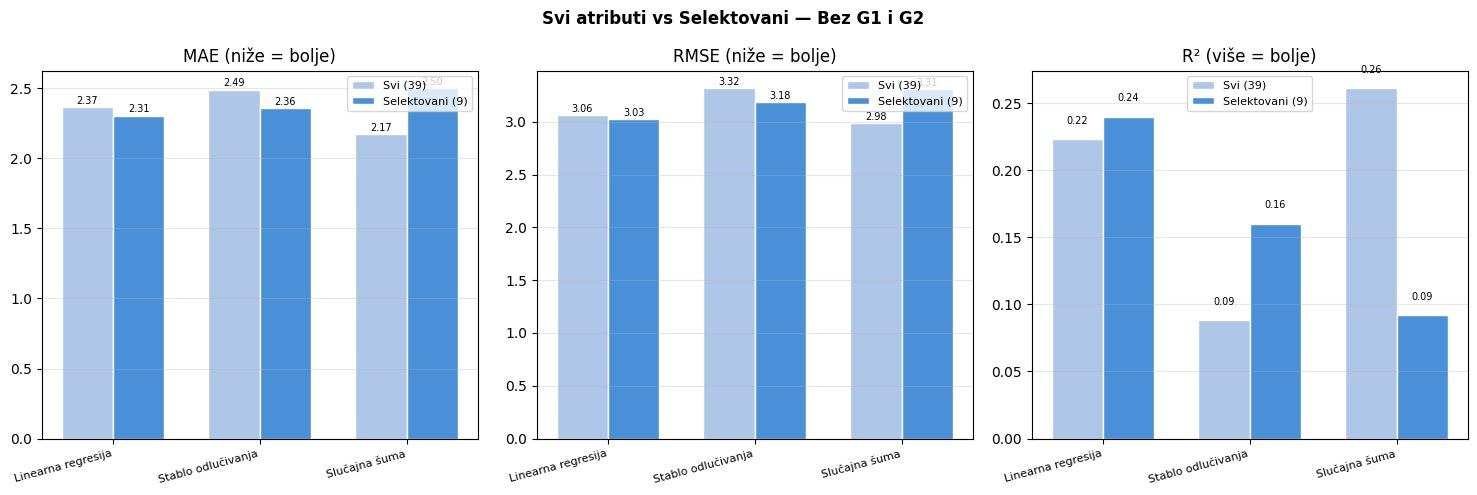 Svi atributi vs Selektovani — Bez G1 i G2
MAE (niže = bolje)
Svi (39)
Selektovani (9)
2.5
2.0
1.5
1.0
0.5
0.0
2.37
2.31
2.49
2.36
2.17
2.50
Linearna regresija
Stablo odlučivanja
Slučajna šuma
RMSE (niže = bolje)
Svi (39)
Selektovani (9)
3.0
2.5
2.0
1.5
1.0
0.5
0.0
3.06
3.03
3.32
3.18
2.98
3.31
Linearna regresija
Stablo odlučivanja
Slučajna šuma
R² (više = bolje)
Svi (39)
Selektovani (9)
0.25
0.20
0.15
0.10
0.05
0.00
0.22
0.24
0.09
0.16
0.26
0.09
Linearna regresija
Stablo odlučivanja
Slučajna šuma